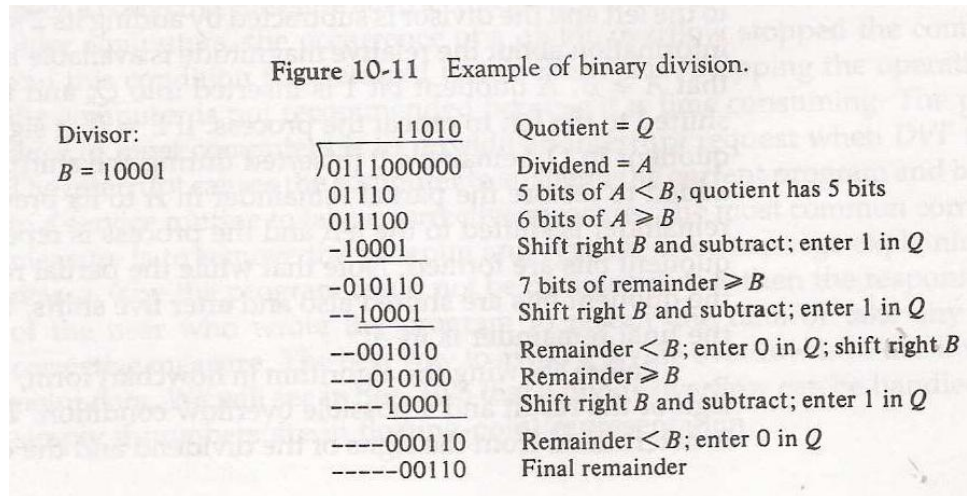 Figure 10-11 Example of binary division.
Divisor: 11010 Quotient = Q
B = 10001 0111000000 Dividend = A
01110 5 bits of A < B, quotient has 5 bits
011100 6 bits of A ⩾ B
-10001 Shift right B and subtract; enter 1 in Q
-010110 7 bits of remainder ⩾ B
--10001 Shift right B and subtract; enter 1 in Q
--001010 Remainder < B; enter 0 in Q; shift right B
---010100 Remainder ⩾ B
----10001 Shift right B and subtract; enter 1 in Q
----000110 Remainder < B; enter 0 in Q
-----00110 Final remainder